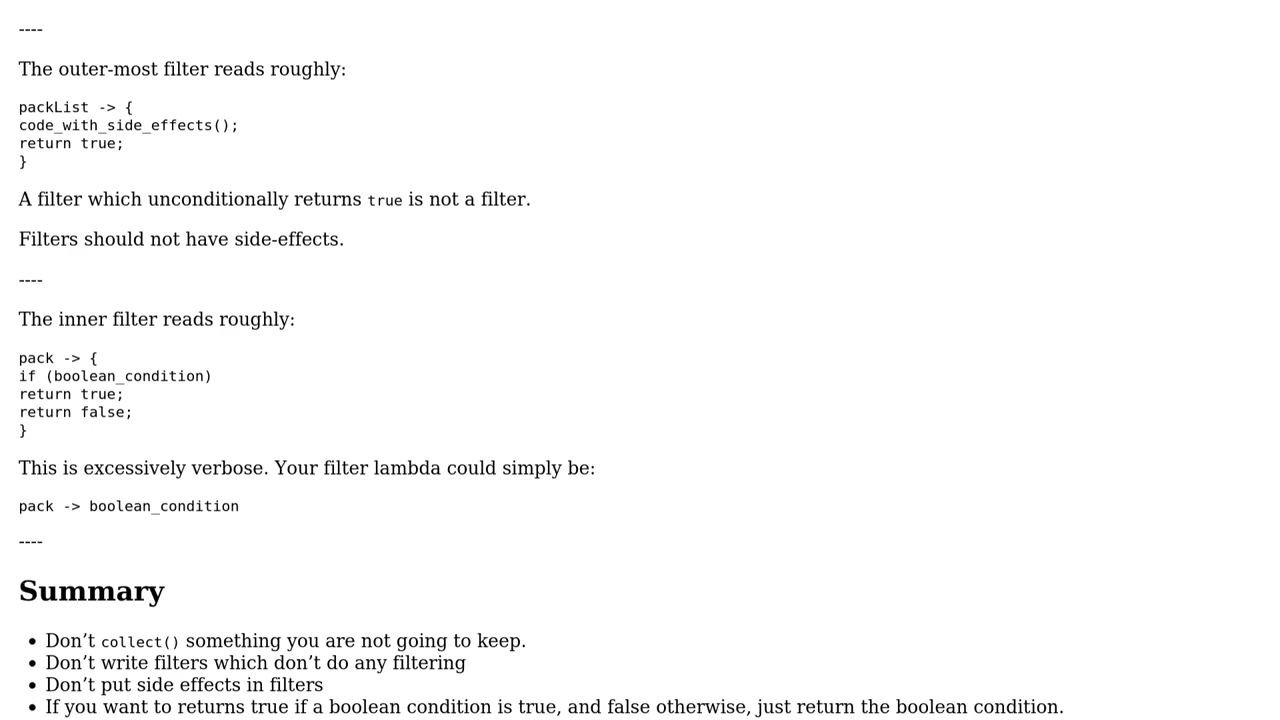 ----
The outer-most filter reads roughly:
packList -> {
code_with_side_effects();
return true;
}
A filter which unconditionally returns true is not a filter.
Filters should not have side-effects.
----
The inner filter reads roughly:
pack -> {
if (boolean_condition)
return true;
return false;
}
This is excessively verbose. Your filter lambda could simply be:
pack -> boolean_condition
----
Summary
• Don’t collect() something you are not going to keep.
• Don’t write filters which don’t do any filtering
• Don’t put side effects in filters
• If you want to returns true if a boolean condition is true, and false otherwise, just return the boolean condition.